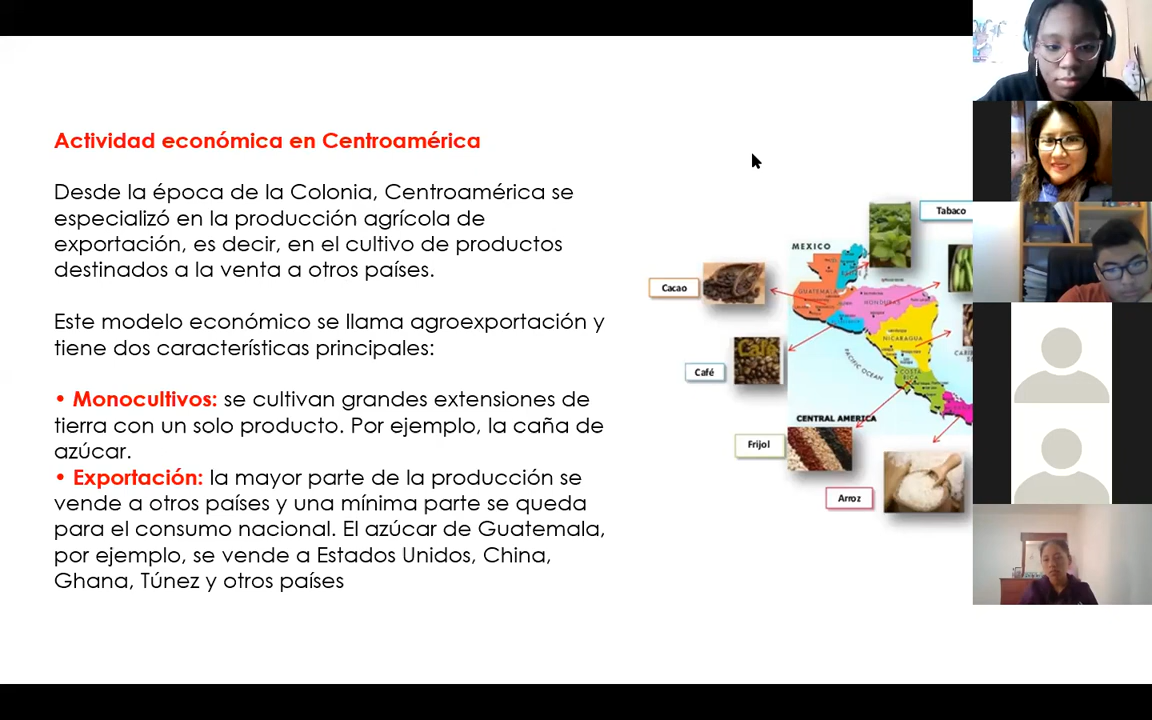 Actividad económica en Centroamérica
Desde la época de la Colonia, Centroamérica se
especializó en la producción agrícola de
exportación, es decir, en el cultivo de productos
destinados a la venta a otros países.
Este modelo económico se llama agroexportación y
tiene dos características principales:
• Monocultivos: se cultivan grandes extensiones de
tierra con un solo producto. Por ejemplo, la caña de
azúcar.
• Exportación: la mayor parte de la producción se
vende a otros países y una mínima parte se queda
para el consumo nacional. El azúcar de Guatemala,
por ejemplo, se vende a Estados Unidos, China,
Ghana, Túnez y otros países
Tabaco
MEXICO
Cacao
GUATEMALA
HONDURAS
NICARAGUA
Café
Café
PACIFIC OCEAN
COSTA
RICA
CENTRAL AMERICA
Frijol
Arroz